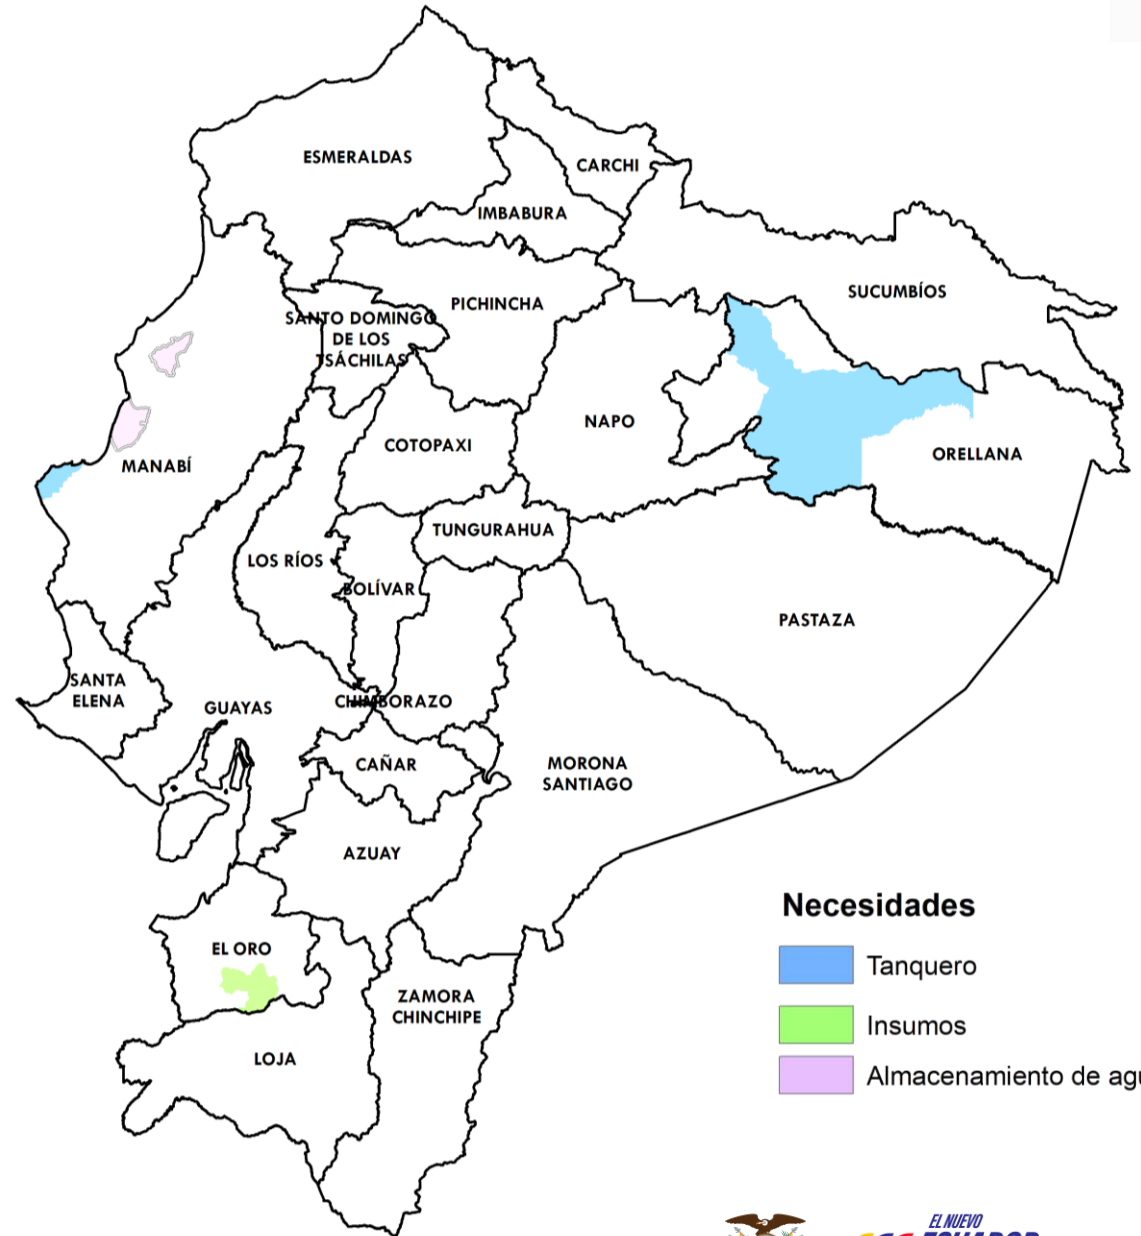 ESMERALDAS
CARCHI
IMBABURA
SUCUMBÍOS
PICHINCHA
SANTO DOMINGO
DE LOS
TSÁCHILAS
NAPO
COTOPAXI
ORELLANA
MANABÍ
TUNGURAHUA
LOS RÍOS
BOLÍVAR
PASTAZA
SANTA
ELENA
GUAYAS
CHIMBORAZO
CAÑAR
MORONA
SANTIAGO
AZUAY
EL ORO
ZAMORA
CHINCHIPE
LOJA
Necesidades
Tanquero
Insumos
Almacenamiento de agu
EL NUEVO
ECUADOR